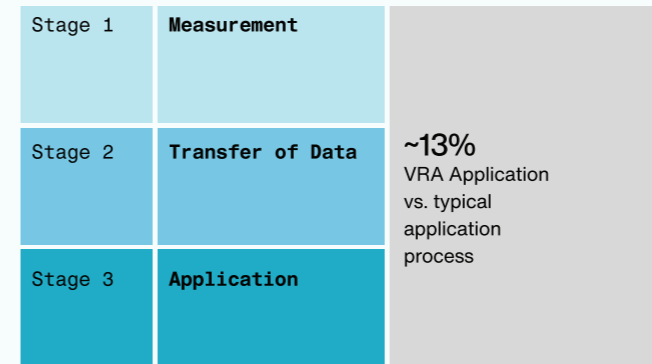 Stage 1 Measurement
Stage 2 Transfer of Data
~13%
VRA Application
vs. typical
application
process
Stage 3 Application